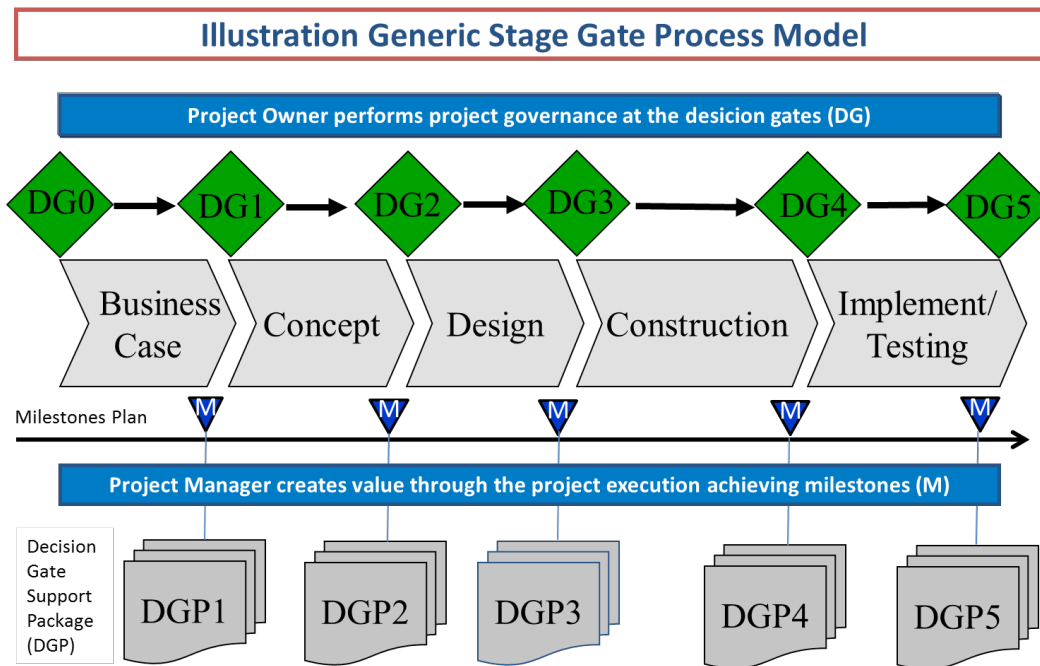 Illustration Generic Stage Gate Process Model
Project Owner performs project governance at the desicion gates (DG)
DG0
DG1
DG2
DG3
DG4
DG5
Business
Case
Concept
Design
Construction
Implement/
Testing
Milestones Plan
M
M
M
M
M
Project Manager creates value through the project execution achieving milestones (M)
Decision
Gate
Support
Package
(DGP)
DGP1
DGP2
DGP3
DGP4
DGP5